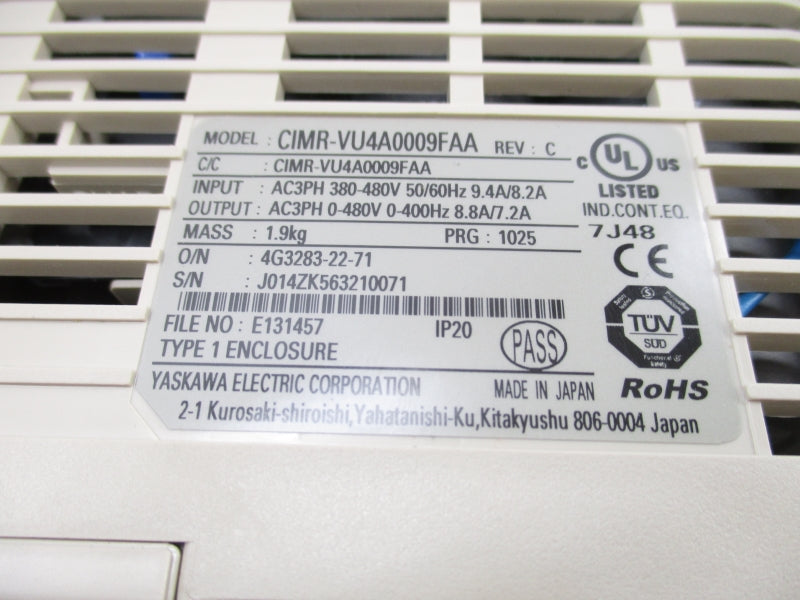 MODEL : CIMR-VU4A0009FAA REV : C
C/C : CIMR-VU4A0009FAA
INPUT : AC3PH 380-480V 50/60Hz 9.4A/8.2A
OUTPUT : AC3PH 0-480V 0-400Hz 8.8A/7.2A
MASS : 1.9kg PRG : 1025
O/N : 4G3283-22-71
S/N : J014ZK563210071
FILE NO : E131457 IP20
TYPE 1 ENCLOSURE
PASS
YASKAWA ELECTRIC CORPORATION MADE IN JAPAN
2-1 Kurosaki-shiroishi,Yahatanishi-Ku,Kitakyushu 806-0004 Japan
C UL US
LISTED
IND.CONT.EQ.
7J48
CE
TÜV
SÜD
Functional
Safety
RoHS